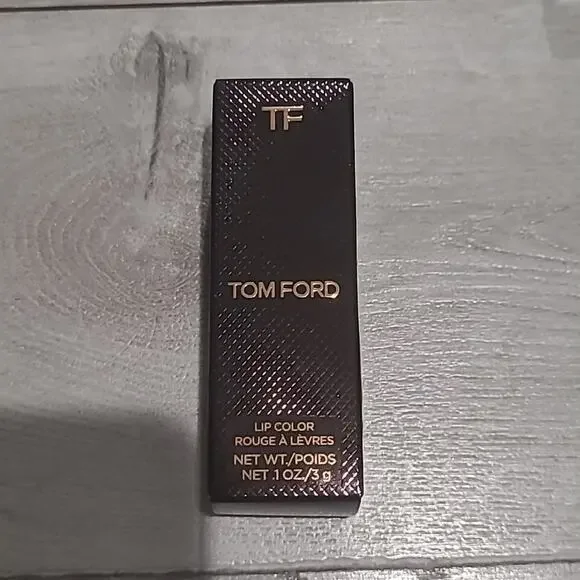 TF
TOM FORD
LIP COLOR
ROUGE À LÈVRES
NET WT./POIDS
NET .1 OZ./3 g